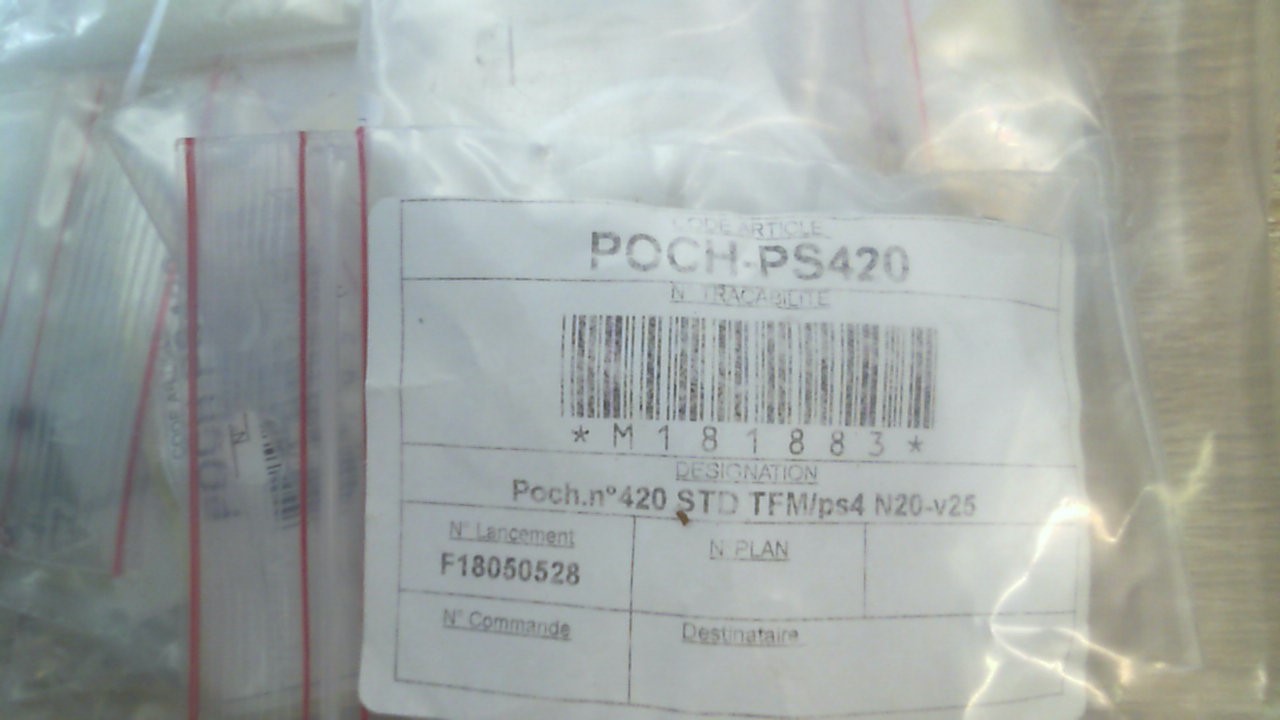 CODE ARTICLE
POCH-PS420
N° TRACABILITE
*M181883*
DESIGNATION
Poch.n°420 STD TFM/ps4 N20-v25
N° Lancement
F18050528
N° PLAN
N° Commande
Destinataire